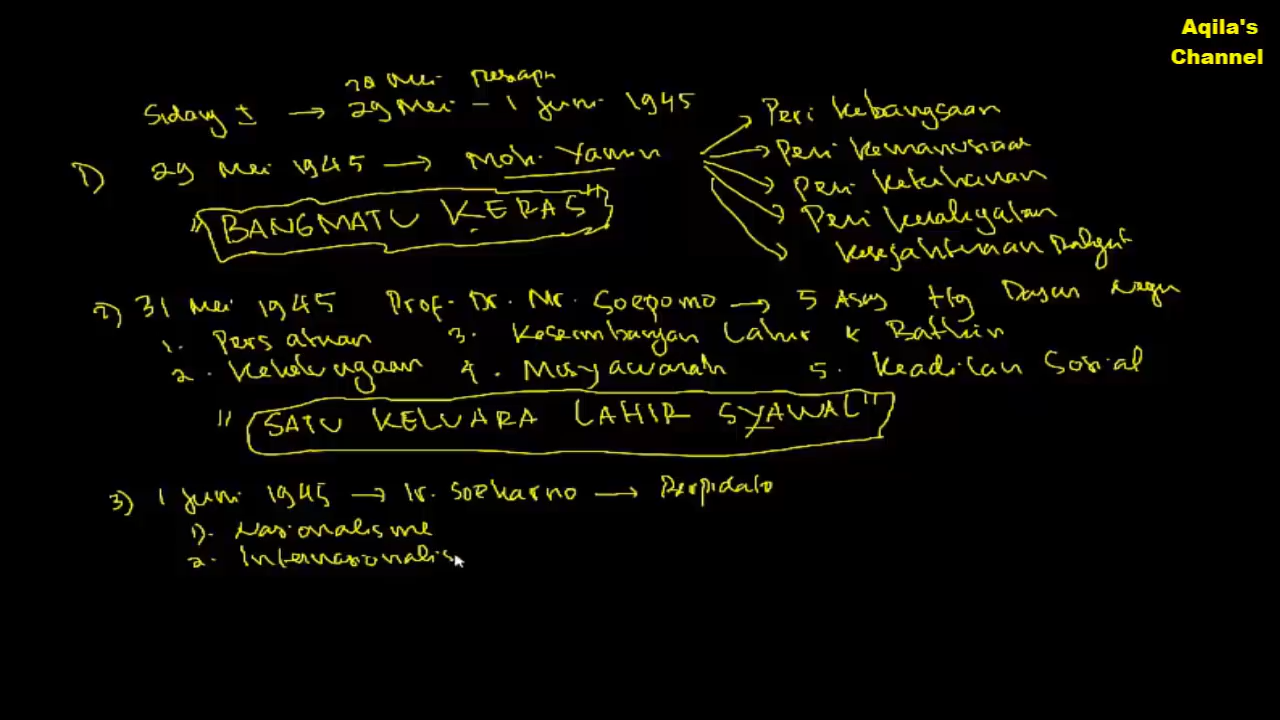 Aqila's
Channel
28 Mei
Sidang I → 29 Mei - 1 Juni 1945
1) 29 Mei 1945 → Moh. Yamin
Peri Kebangsaan
Peri Kemanusiaan
Peri Ketuhanan
Peri Kerakyatan
Kesejahteraan Rakyat
"BANGMATU KERAS"
2) 31 Mei 1945 Prof. Dr. Mr. Soepomo → 5 Asas ttg Dasar Negara
1. Persatuan 3. Keseimbangan Lahir & Bathin
2. Kekeluargaan 4. Musyawarah 5. Keadilan Sosial
"SATU KELUARA LAHIR SYAWAL"
3) 1 Juni 1945 → Ir. Soekarno → Berpidato
1). Nasionalisme
2. Internasionalis